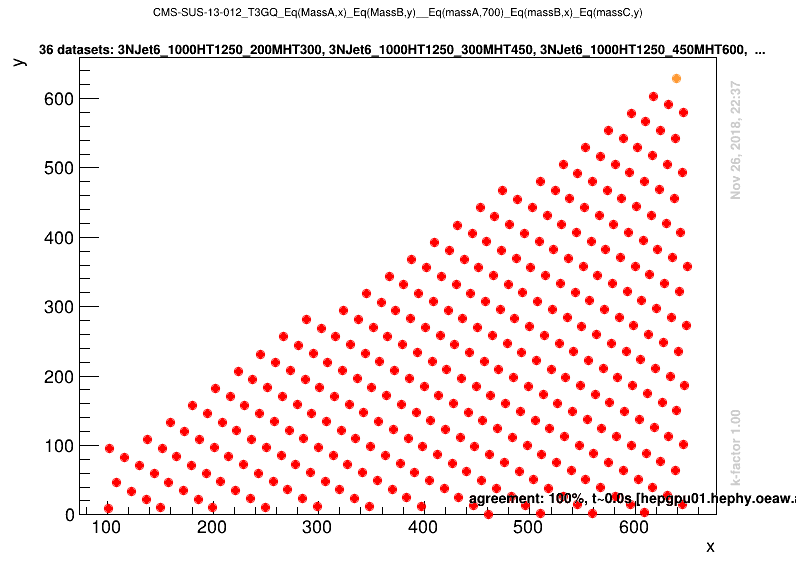 CMS-SUS-13-012_T3GQ_Eq(MassA,x)_Eq(MassB,y)__Eq(massA,700)_Eq(massB,x)_Eq(massC,y)
36 datasets: 3NJet6_1000HT1250_200MHT300, 3NJet6_1000HT1250_300MHT450, 3NJet6_1000HT1250_450MHT600, ...
y
600
500
400
300
200
100
0
100 200 300 400 500 600
x
Nov 26, 2018, 22:37
k-factor 1.00
agreement: 100%, t~0.0s [hepgpu01.hephy.oeaw.a